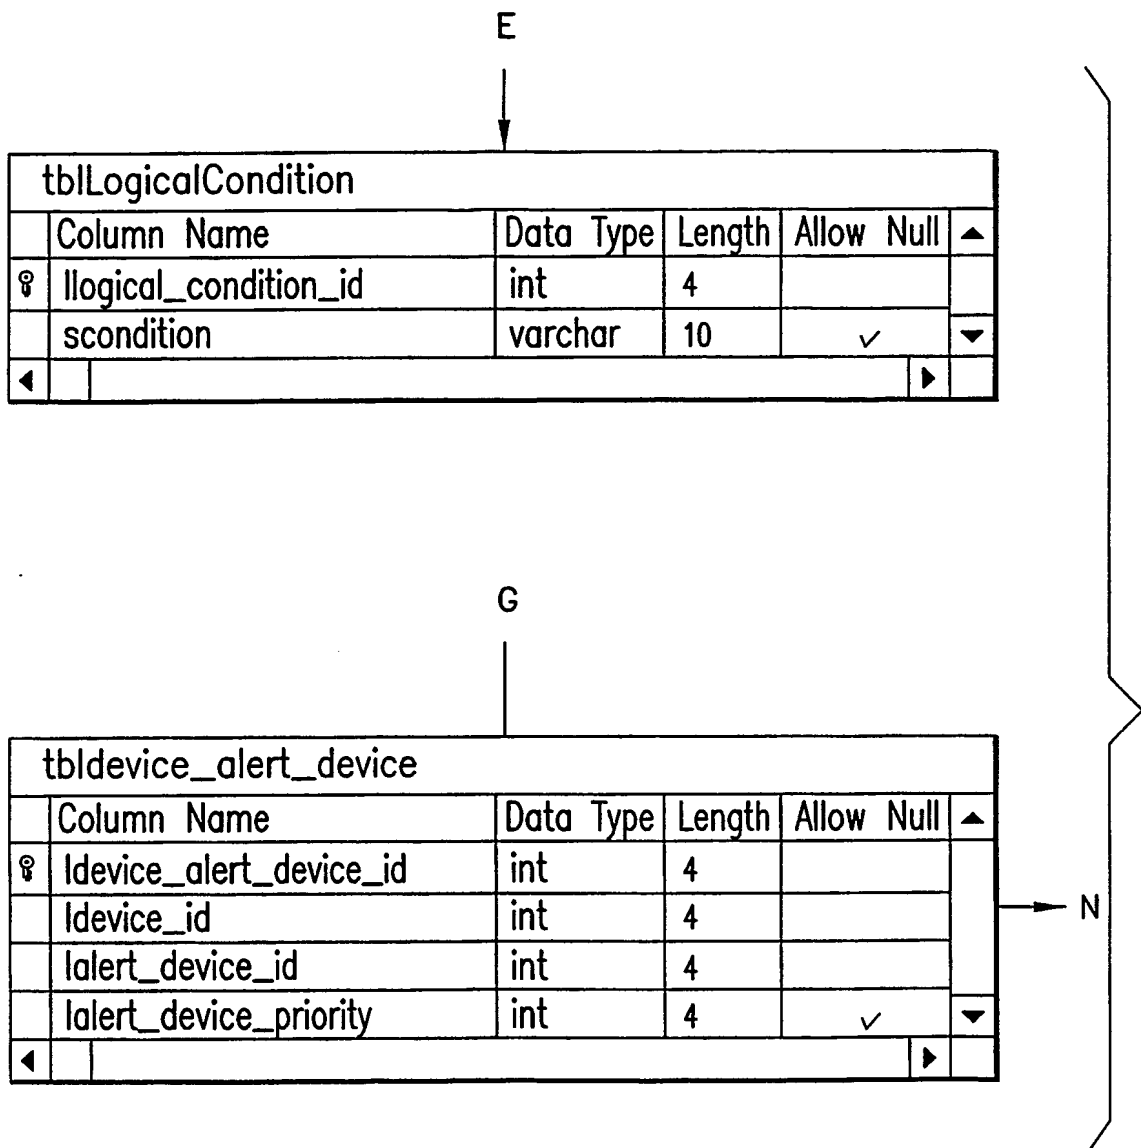 E
tblLogicalCondition
Column Name Data Type Length Allow Null
llogical_condition_id int 4
scondition varchar 10 ✓
G
tbldevice_alert_device
Column Name Data Type Length Allow Null
ldevice_alert_device_id int 4
ldevice_id int 4
lalert_device_id int 4
lalert_device_priority int 4 ✓
N